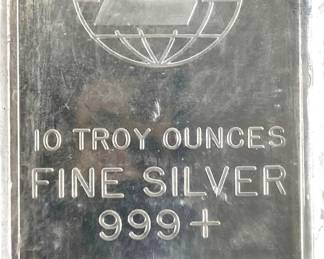 10 TROY OUNCES
FINE SILVER
999+